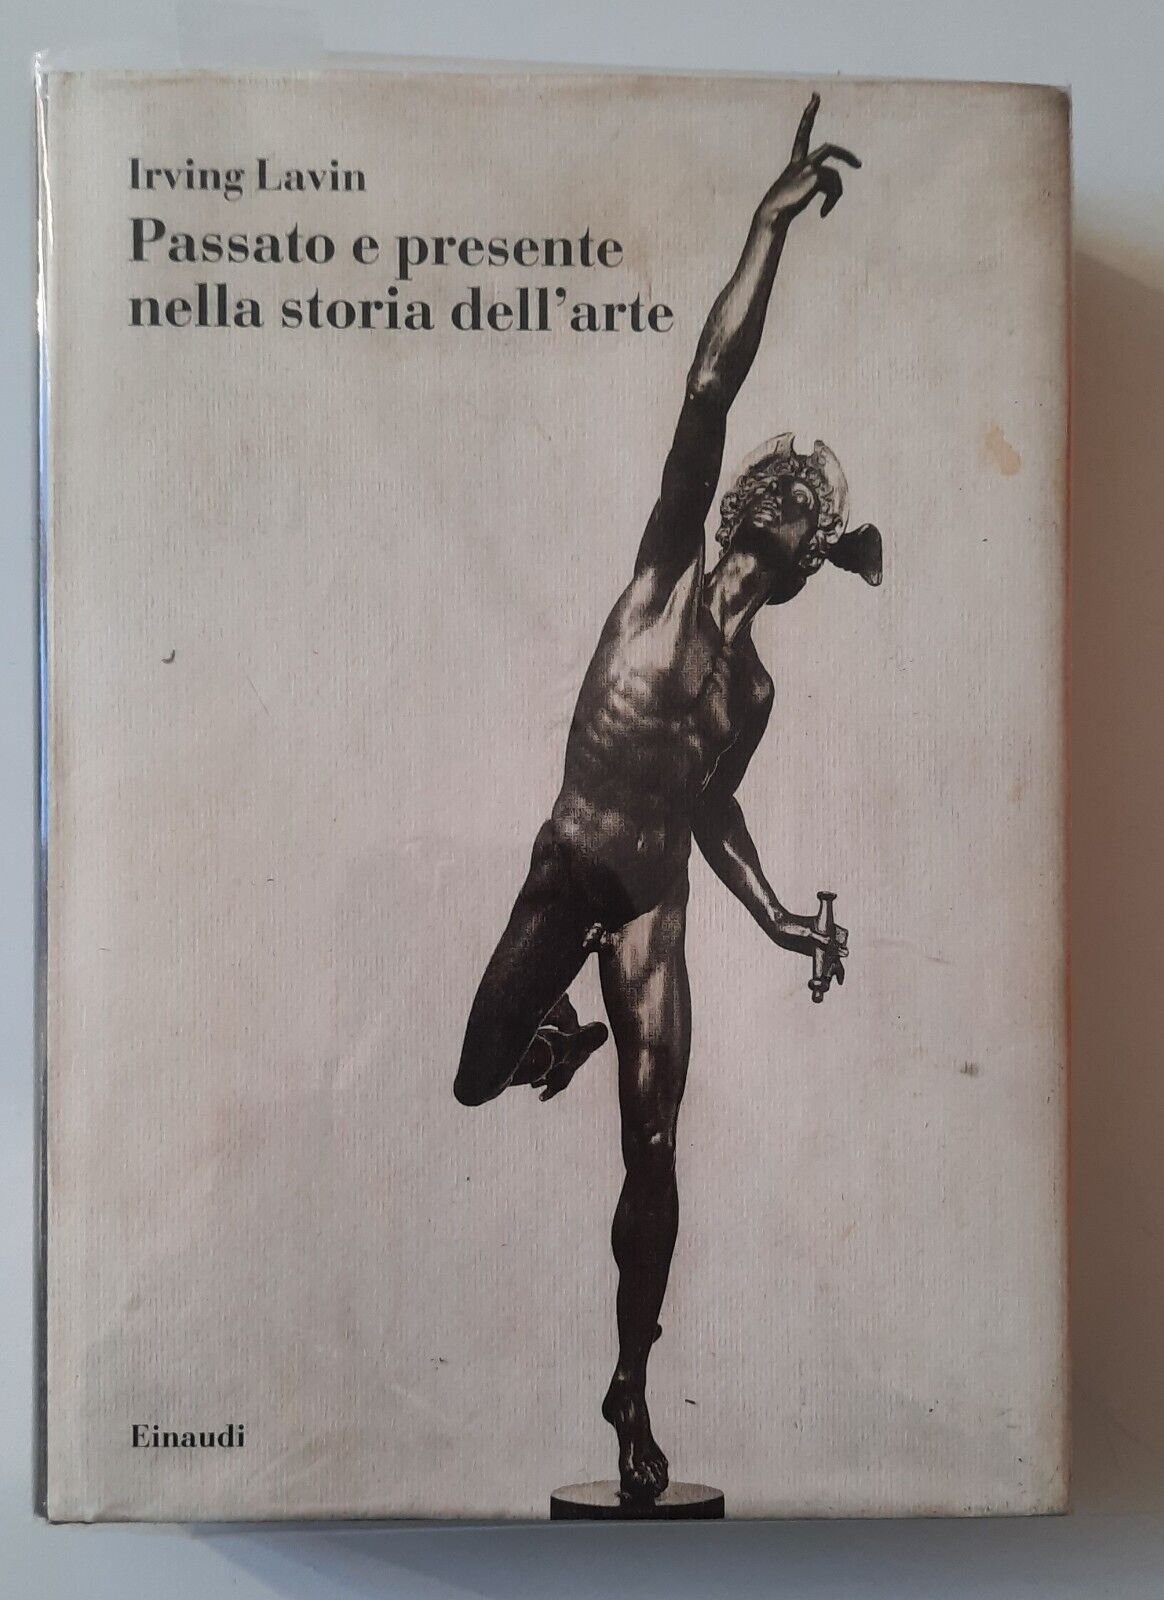 Irving Lavin
Passato e presente
nella storia dell'arte
Einaudi